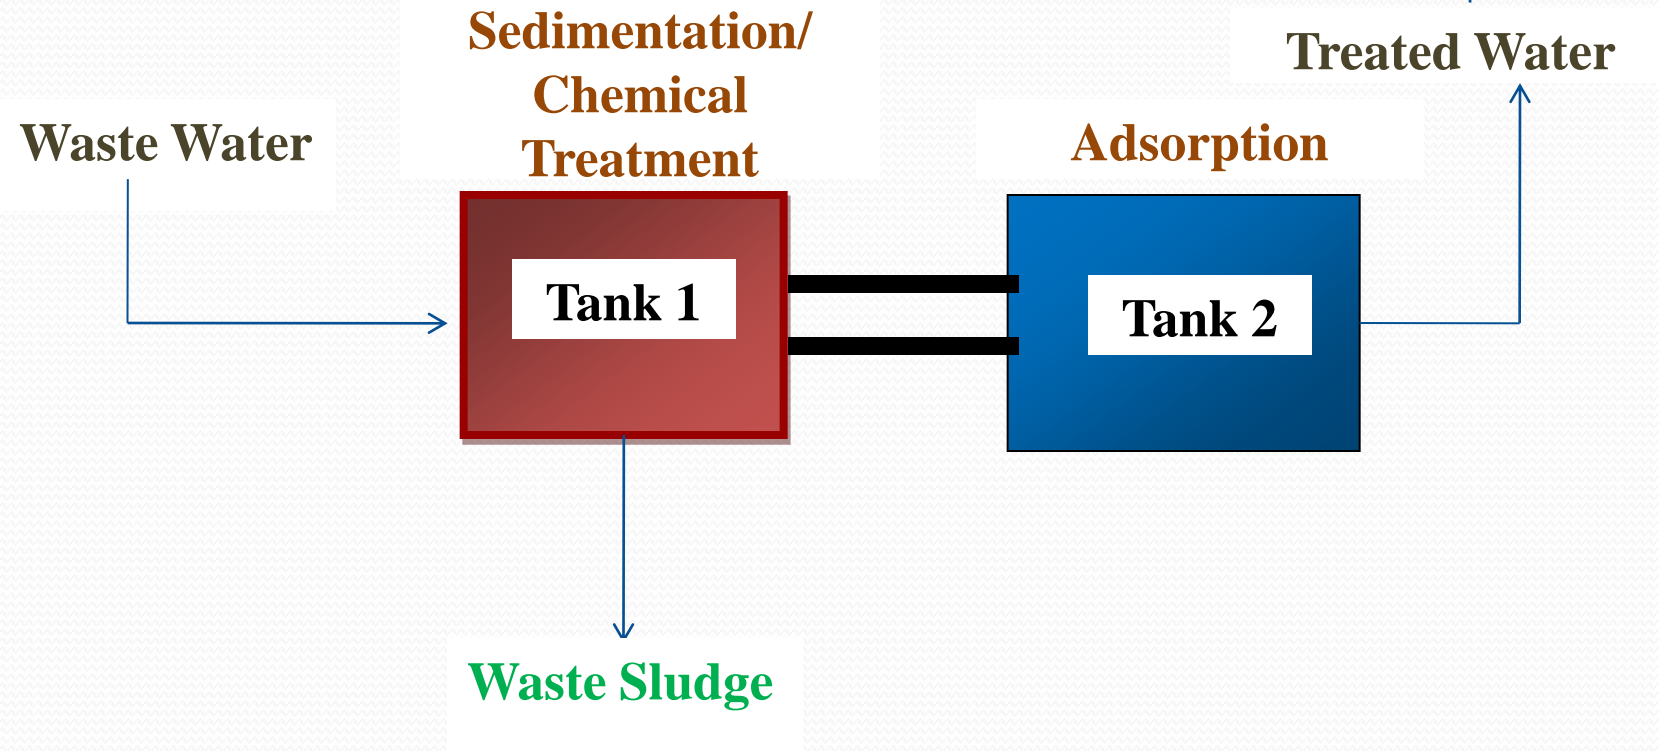 Sedimentation/
Chemical
Treatment
Treated Water
Waste Water
Adsorption
Tank 1
Tank 2
Waste Sludge